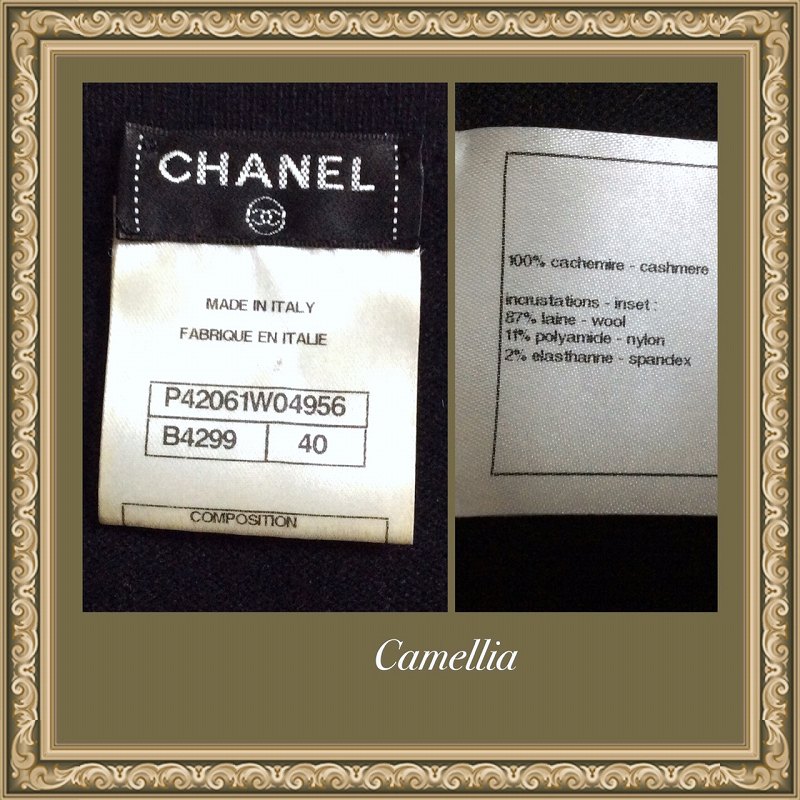 CHANEL
MADE IN ITALY
FABRIQUE EN ITALIE
P42061W04956
B4299 40
COMPOSITION
100% cachemire - cashmere
incrustations - inset :
87% laine - wool
11% polyamide - nylon
2% elasthanne - spandex
Camellia